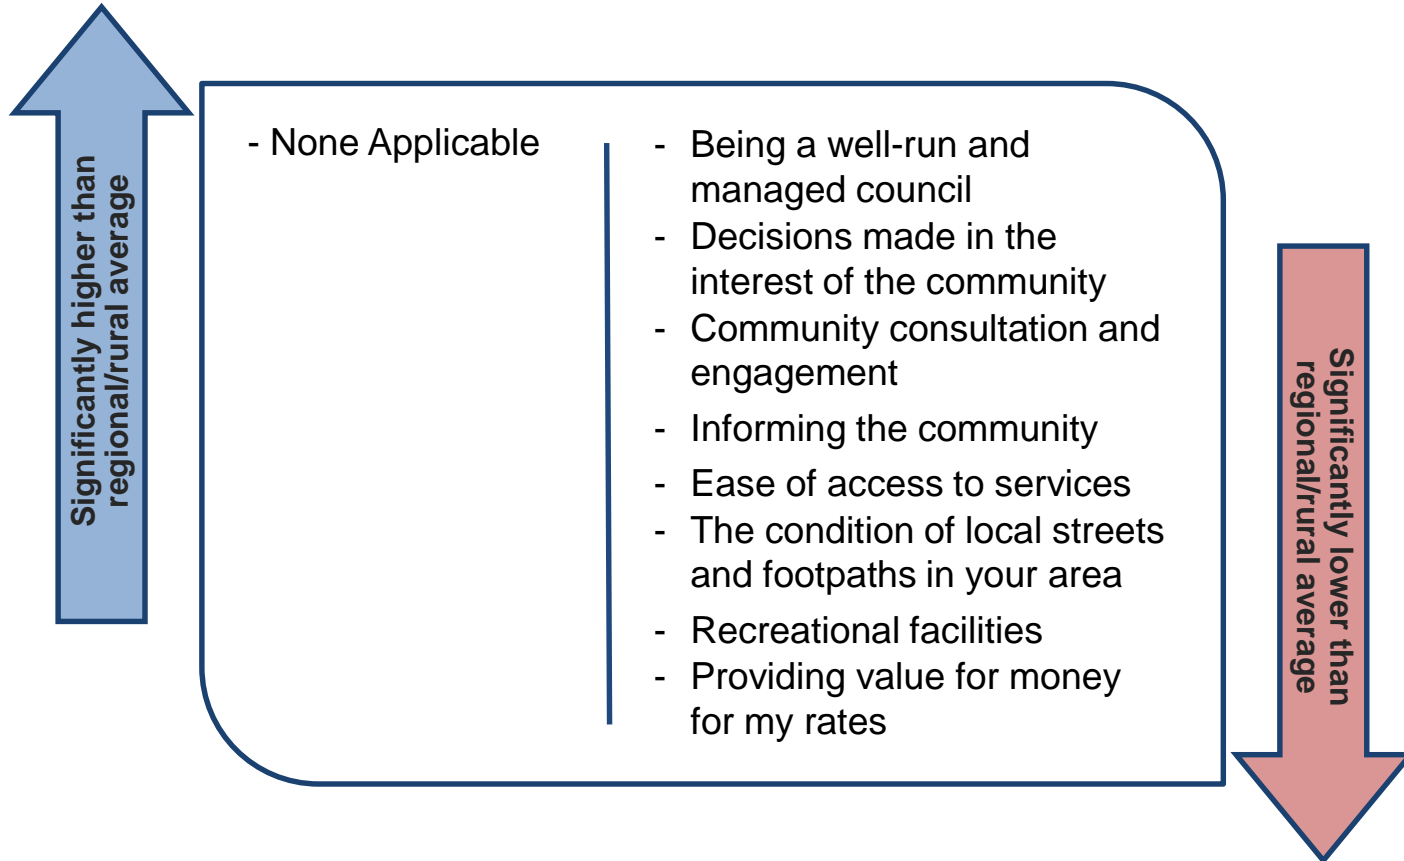 Significantly higher than
regional/rural average
- None Applicable
- Being a well-run and
managed council
- Decisions made in the
interest of the community
- Community consultation and
engagement
- Informing the community
- Ease of access to services
- The condition of local streets
and footpaths in your area
- Recreational facilities
- Providing value for money
for my rates
Significantly lower than
regional/rural average